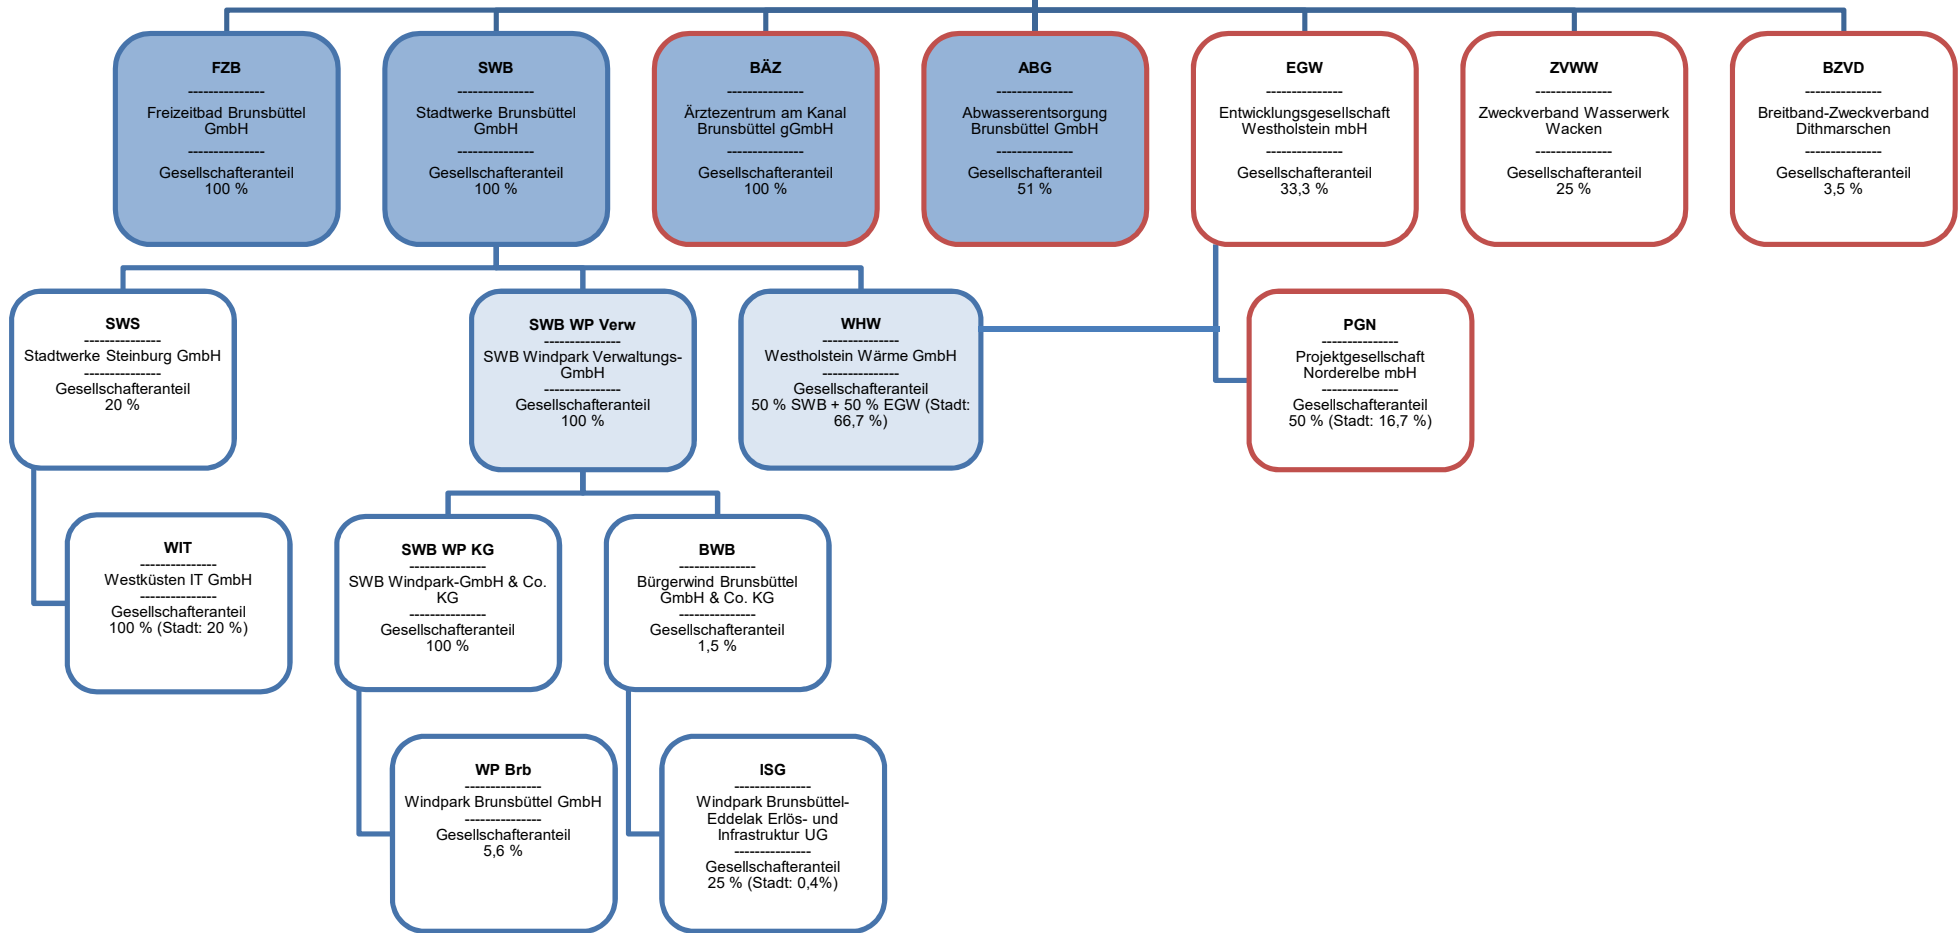 FZB
---------------
Freizeitbad Brunsbüttel
GmbH
---------------
Gesellschafteranteil
100 %
SWB
---------------
Stadtwerke Brunsbüttel
GmbH
---------------
Gesellschafteranteil
100 %
BÄZ
---------------
Ärztezentrum am Kanal
Brunsbüttel gGmbH
---------------
Gesellschafteranteil
100 %
ABG
---------------
Abwasserentsorgung
Brunsbüttel GmbH
---------------
Gesellschafteranteil
51 %
EGW
---------------
Entwicklungsgesellschaft
Westholstein mbH
---------------
Gesellschafteranteil
33,3 %
ZVWW
---------------
Zweckverband Wasserwerk
Wacken
---------------
Gesellschafteranteil
25 %
BZVD
---------------
Breitband-Zweckverband
Dithmarschen
---------------
Gesellschafteranteil
3,5 %
SWS
---------------
Stadtwerke Steinburg GmbH
---------------
Gesellschafteranteil
20 %
SWB WP Verw
---------------
SWB Windpark Verwaltungs-
GmbH
---------------
Gesellschafteranteil
100 %
WHW
---------------
Westholstein Wärme GmbH
---------------
Gesellschafteranteil
50 % SWB + 50 % EGW (Stadt:
66,7 %)
PGN
---------------
Projektgesellschaft
Norderelbe mbH
---------------
Gesellschafteranteil
50 % (Stadt: 16,7 %)
WIT
---------------
Westküsten IT GmbH
---------------
Gesellschafteranteil
100 % (Stadt: 20 %)
SWB WP KG
---------------
SWB Windpark-GmbH & Co.
KG
---------------
Gesellschafteranteil
100 %
BWB
---------------
Bürgerwind Brunsbüttel
GmbH & Co. KG
---------------
Gesellschafteranteil
1,5 %
WP Brb
---------------
Windpark Brunsbüttel GmbH
---------------
Gesellschafteranteil
5,6 %
ISG
---------------
Windpark Brunsbüttel-
Eddelak Erlös- und
Infrastruktur UG
---------------
Gesellschafteranteil
25 % (Stadt: 0,4%)